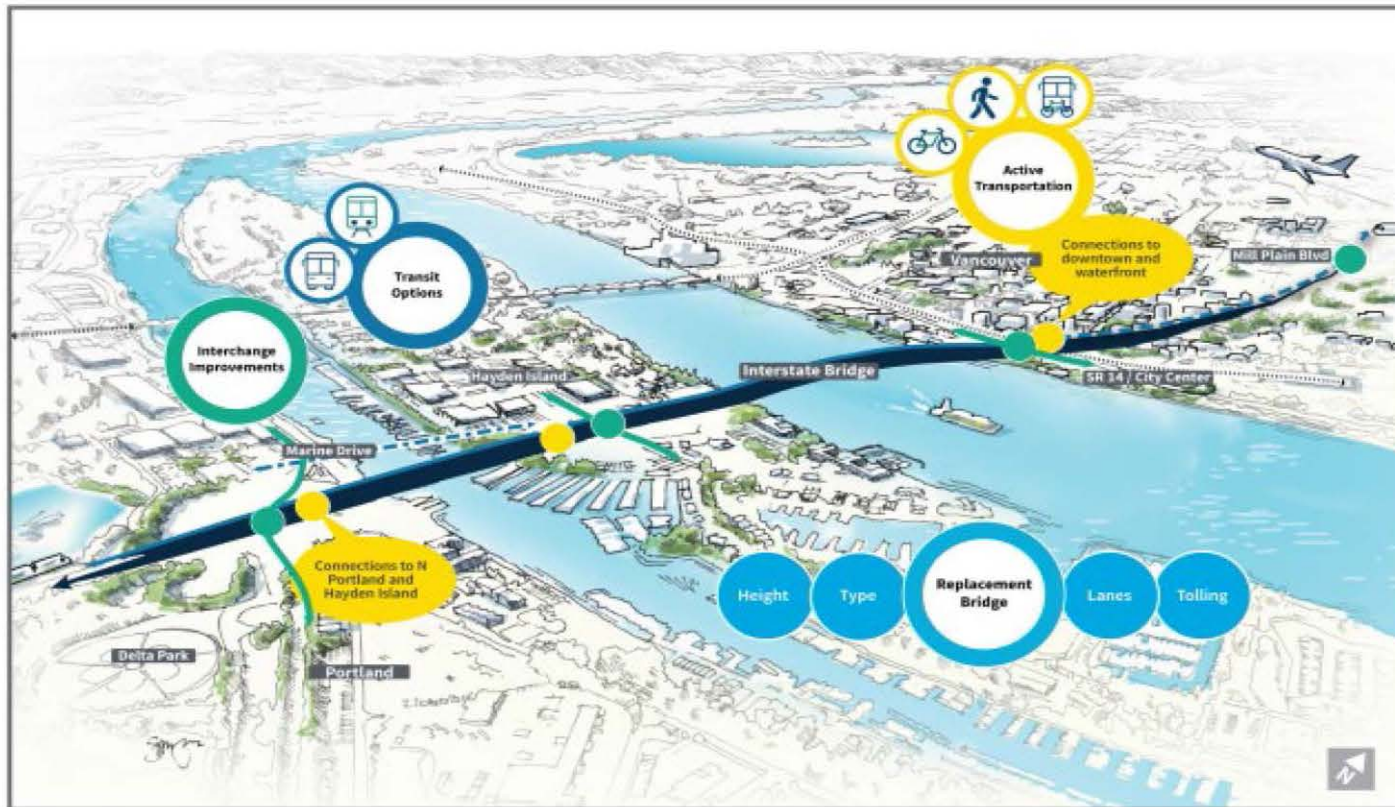 Active
Transportation
Connections to
downtown and
waterfront
Vancouver
Mill Plain Blvd
Transit
Options
Interchange
Improvements
Hayden Island
Interstate Bridge
SR 14 / City Center
Marine Drive
Connections to N
Portland and
Hayden Island
Height
Type
Replacement
Bridge
Lanes
Tolling
Delta Park
Portland
N